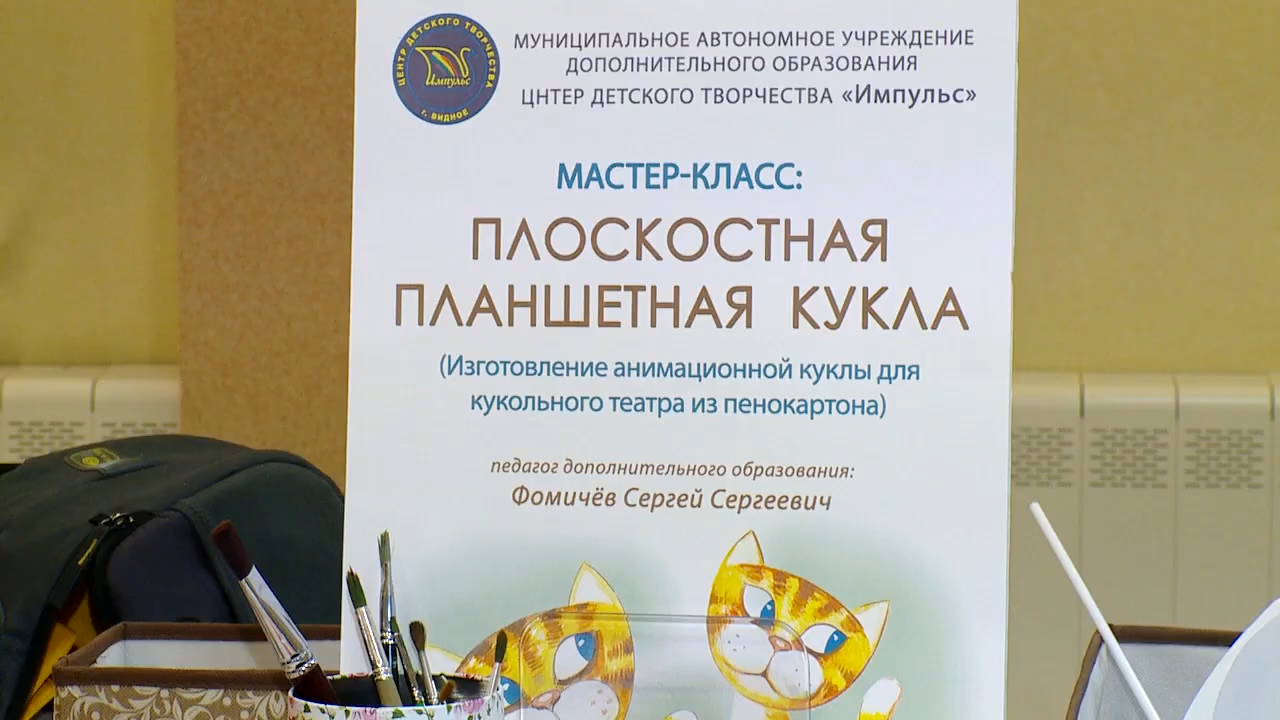 ЦЕНТР ДЕТСКОГО ТВОРЧЕСТВА
Импульс
г. ВИДНОЕ
МУНИЦИПАЛЬНОЕ АВТОНОМНОЕ УЧРЕЖДЕНИЕ
ДОПОЛНИТЕЛЬНОГО ОБРАЗОВАНИЯ
ЦНТЕР ДЕТСКОГО ТВОРЧЕСТВА «Импульс»
МАСТЕР-КЛАСС:
ПЛОСКОСТНАЯ
ПЛАНШЕТНАЯ КУКЛА
(Изготовление анимационной куклы для
кукольного театра из пенокартона)
педагог дополнительного образования:
Фомичёв Сергей Сергеевич